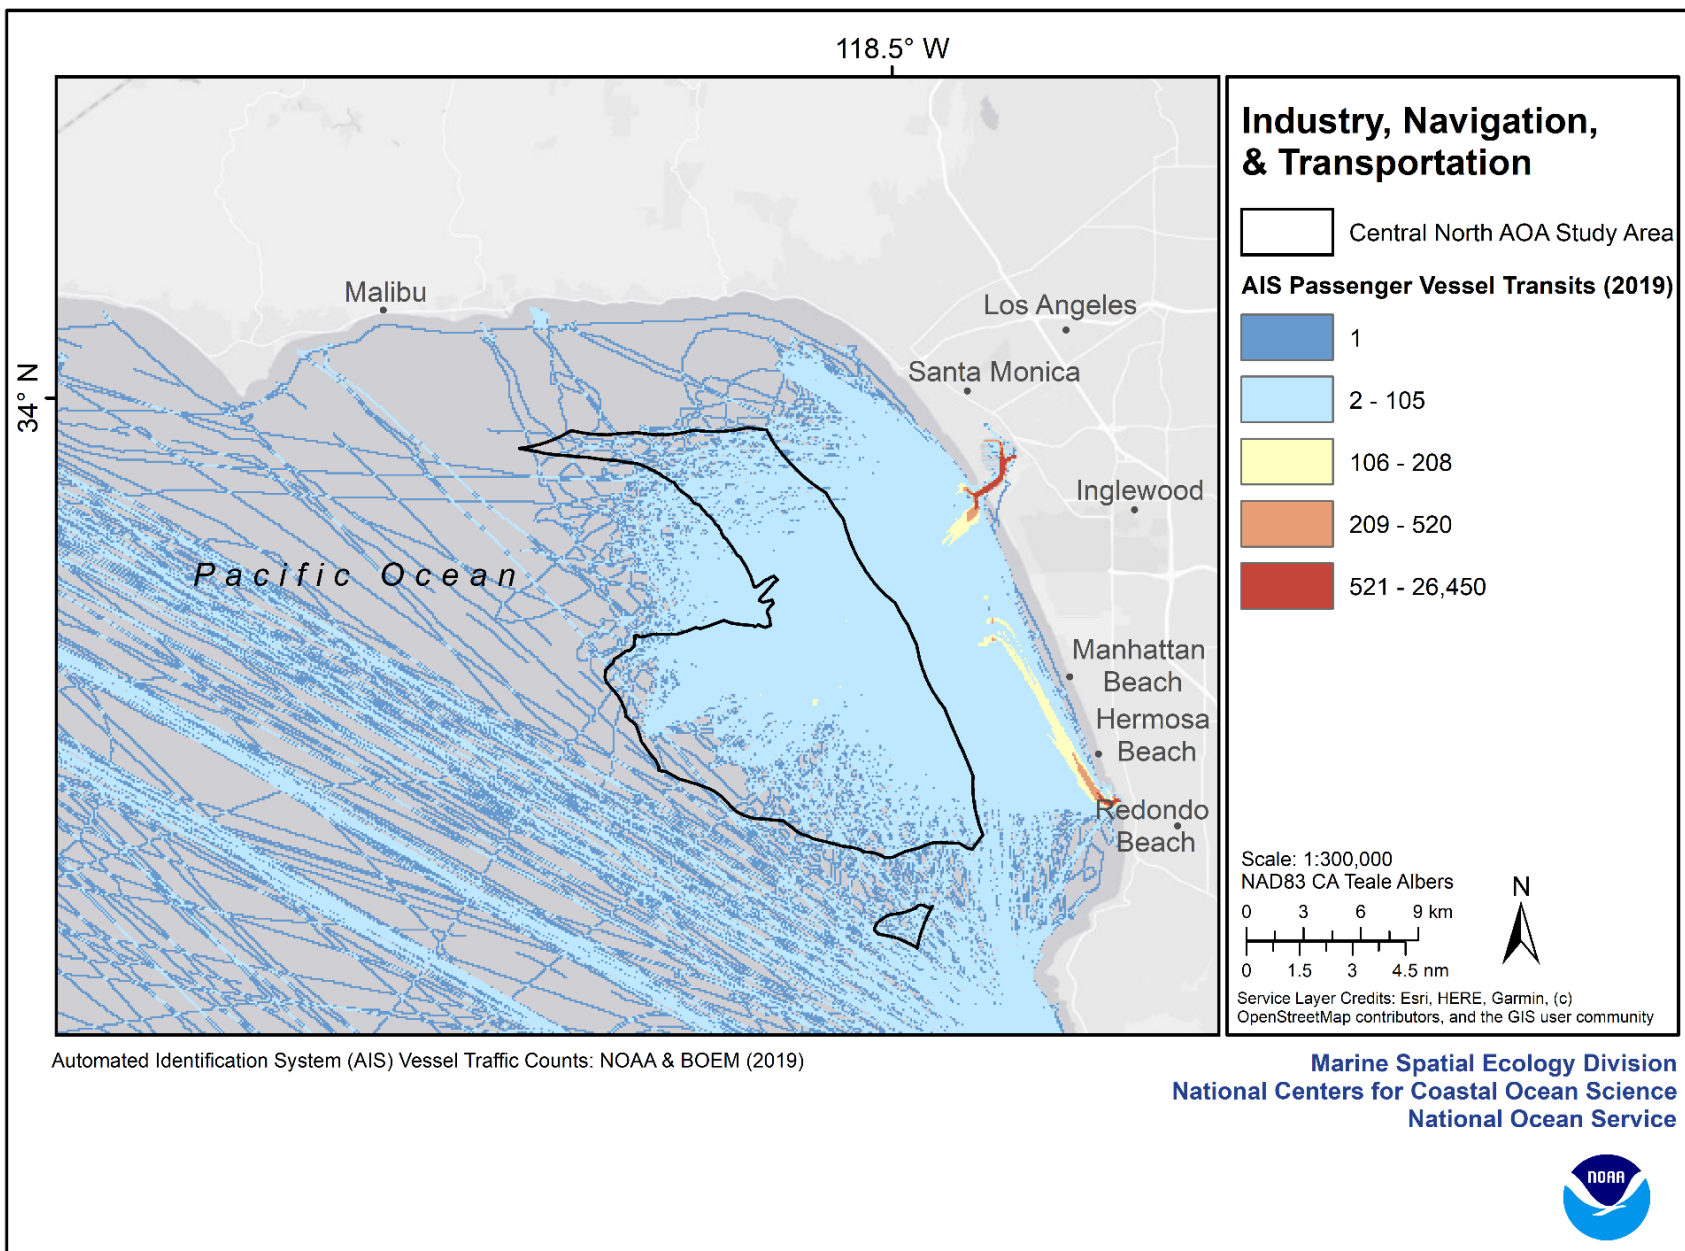 118.5° W
34° N
Malibu
Los Angeles
Santa Monica
Inglewood
Pacific Ocean
Manhattan
Beach
Hermosa
Beach
Redondo
Beach
Industry, Navigation,
& Transportation
Central North AOA Study Area
AIS Passenger Vessel Transits (2019)
1
2 - 105
106 - 208
209 - 520
521 - 26,450
Scale: 1:300,000
NAD83 CA Teale Albers
0 3 6 9 km
0 1.5 3 4.5 nm
N
Service Layer Credits: Esri, HERE, Garmin, (c)
OpenStreetMap contributors, and the GIS user community
Automated Identification System (AIS) Vessel Traffic Counts: NOAA & BOEM (2019)
Marine Spatial Ecology Division
National Centers for Coastal Ocean Science
National Ocean Service
NOAA